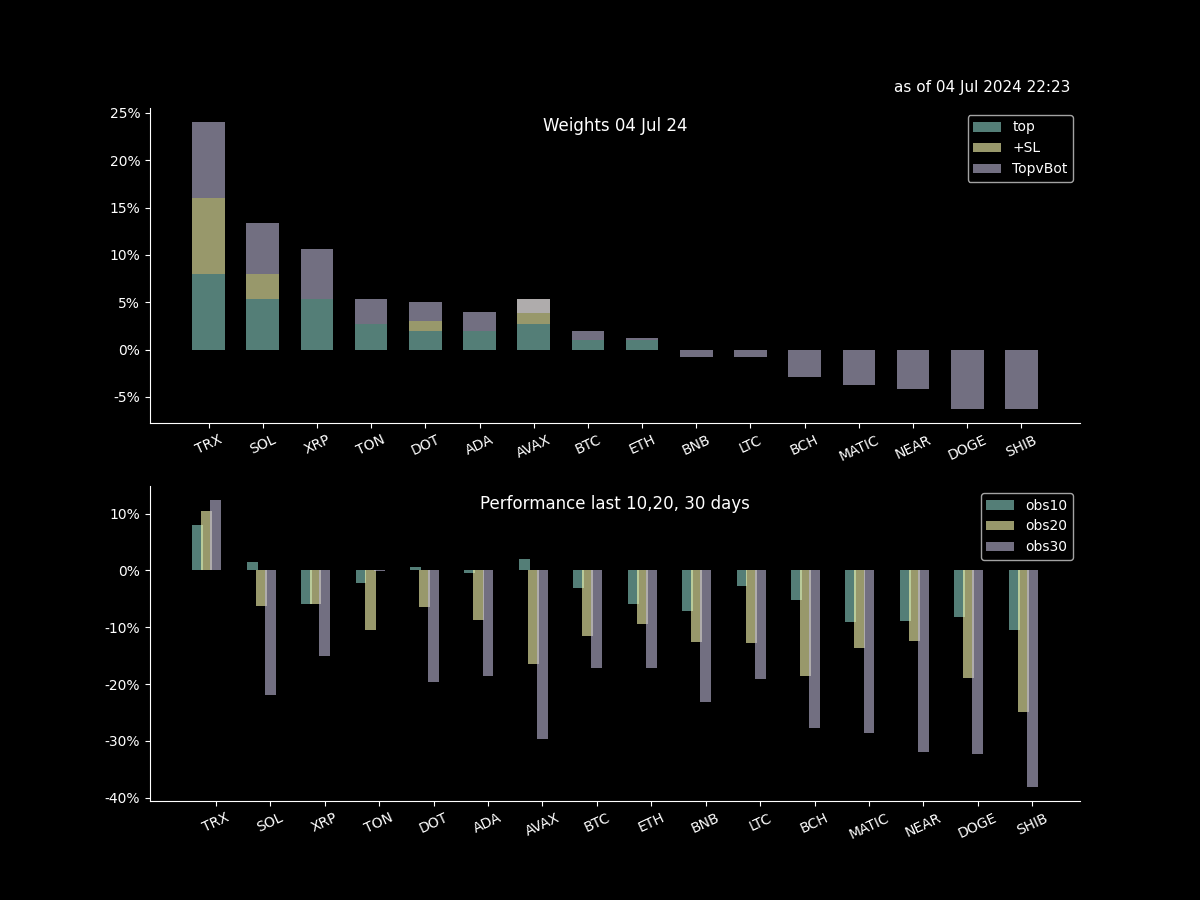 as of 04 Jul 2024 22:23
Weights 04 Jul 24
top
+SL
TopvBot
25%
20%
15%
10%
5%
0%
-5%
TRX SOL XRP TON DOT ADA AVAX BTC ETH BNB LTC BCH MATIC NEAR DOGE SHIB
Performance last 10,20, 30 days
obs10
obs20
obs30
10%
0%
-10%
-20%
-30%
-40%
TRX SOL XRP TON DOT ADA AVAX BTC ETH BNB LTC BCH MATIC NEAR DOGE SHIB